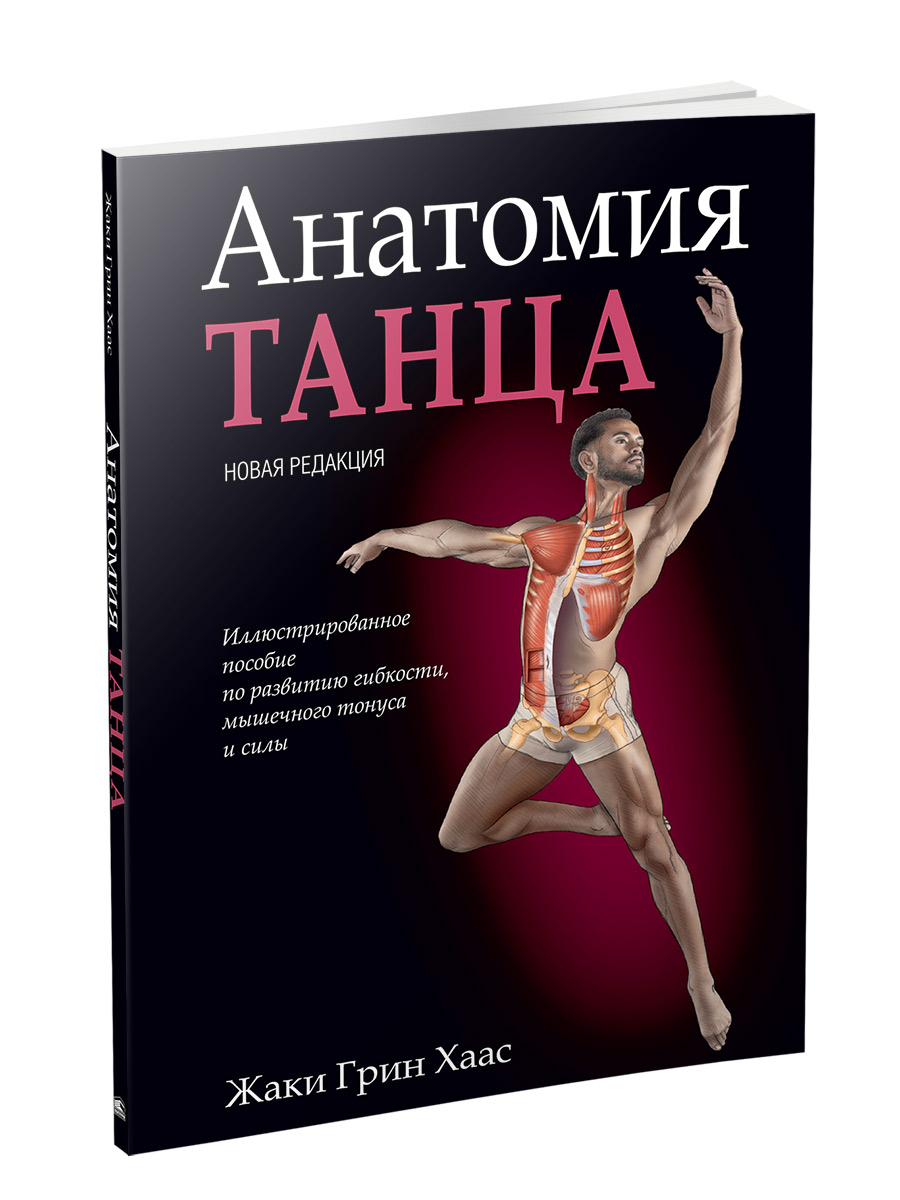 Анатомия
ТАНЦА
НОВАЯ РЕДАКЦИЯ
Иллюстрированное
пособие
по развитию гибкости,
мышечного тонуса
и силы
Жаки Грин Хаас
Жаки Грин Хаас
Анатомия ТАНЦА